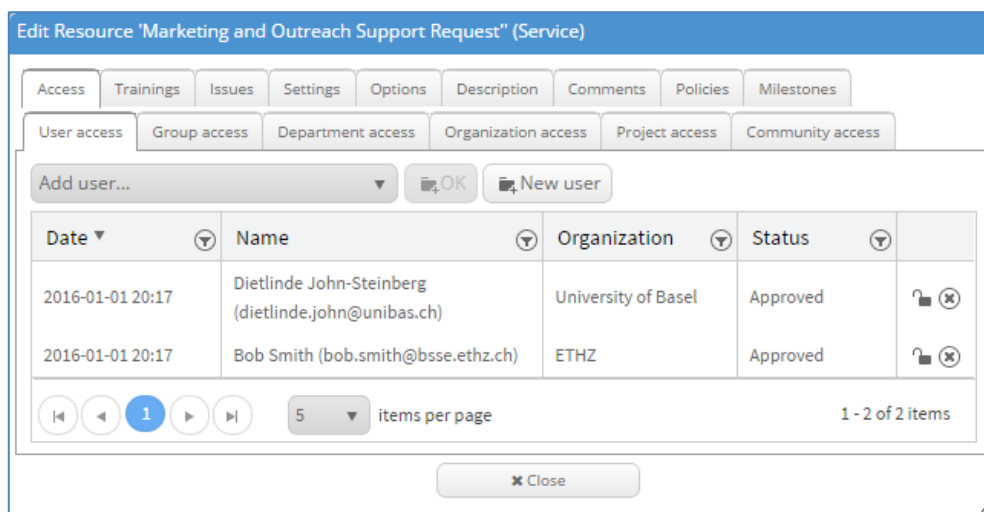 Edit Resource 'Marketing and Outreach Support Request" (Service)
Access Trainings Issues Settings Options Description Comments Policies Milestones
User access Group access Department access Organization access Project access Community access
Add user... OK New user
Date Name Organization Status
2016-01-01 20:17 Dietlinde John-Steinberg (dietlinde.john@unibas.ch) University of Basel Approved
2016-01-01 20:17 Bob Smith (bob.smith@bsse.ethz.ch) ETHZ Approved
1 5 items per page 1 - 2 of 2 items
Close